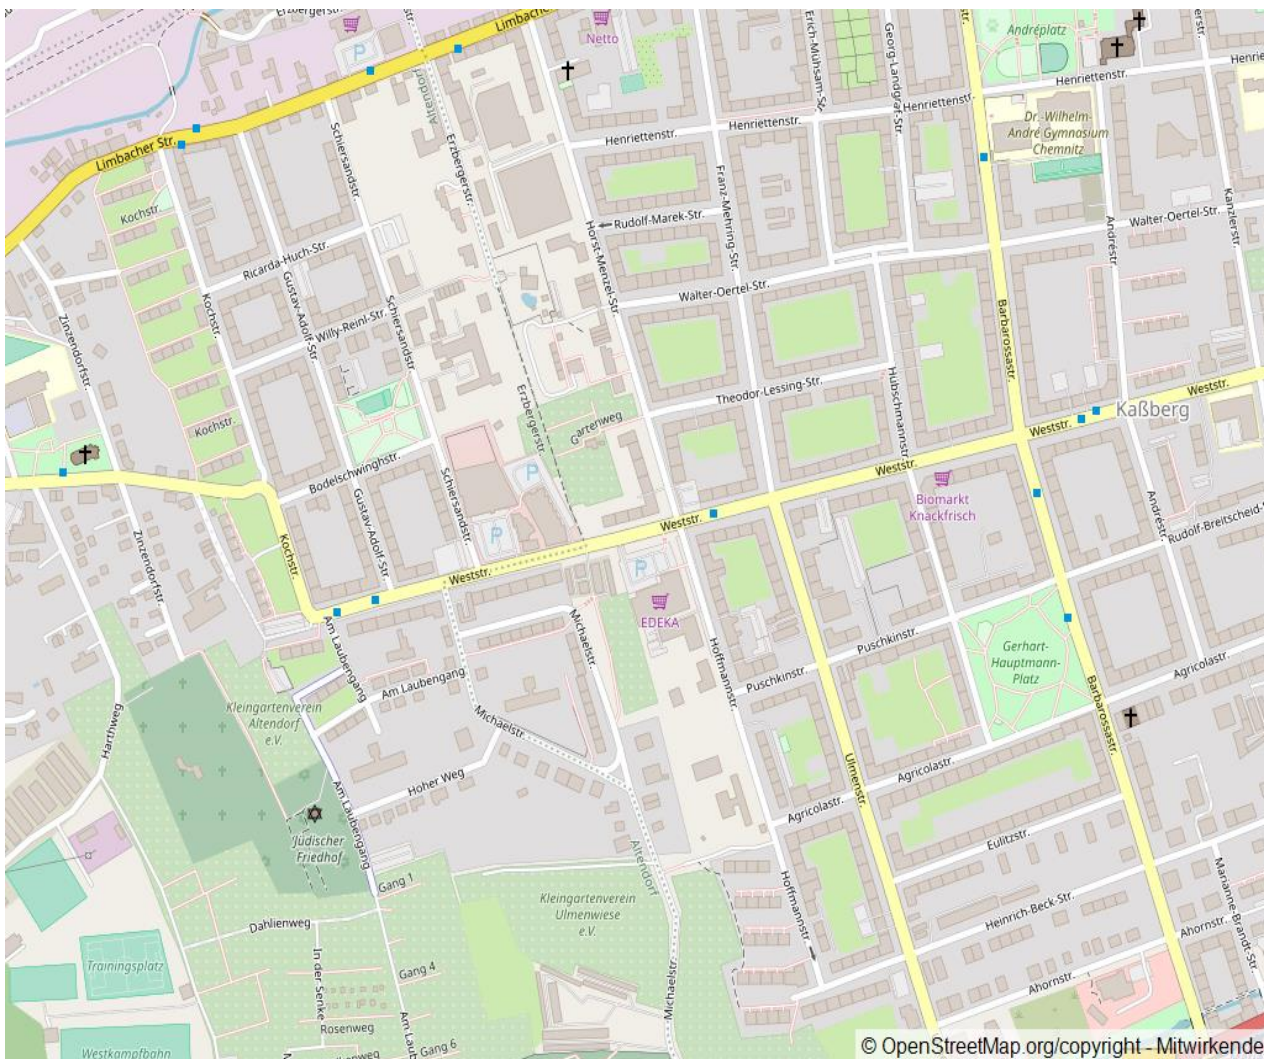 Erzbergerstr.
Limbacher
Netto
Erich-Mühsam-Str.
Georg-Landgraf-Str.
str.
Andréplatz
Henriettenstr.
Henrie
Altendorf
Schiersandstr.
Erzbergerstr.
Limbacher Str.
Henriettenstr.
Henriettenstr.
Henriettenstr.
Dr.-Wilhelm-
André Gymnasium
Chemnitz
Kochstr.
Rudolf-Marek-Str.
Franz-Mehring-Str.
Horst-Menzel-Str
Walter-Oertel-Str.
Kanzlerstr.
Andréstr.
Ricarda-Huch-Str.
Gustav-Adolf-Str
Walter-Oertel-Str.
Kochstr.
Willy-Reinl-Str.
Schiersandstr.
Zinzendorfstr.
Barbarossastr.
Erzbergerstr.
Theodor-Lessing-Str.
Hübschmannstr.
Weststr.
Kaßberg
Kochstr.
Gartenweg
Bodelschwinghstr.
Schiersandstr.
P
Weststr.
Biomarkt
Knackfrisch
Andréstr.
Rudolf-Breitscheid-
Gustav-Adolf-Str.
Weststr.
P
P
P
Zinzendorfstr.
Kochstr.
Weststr.
EDEKA
Michaelstr.
Hoffmannstr.
Puschkinstr.
Puschkinstr.
Gerhart-
Hauptmann-
Platz
Agricolastr.
Am Laubengang
Am Laubengang
Barbarossastr.
Kleingartenverein
Altendorf
e.V.
Harthweg
Michaelstr.
Hoher Weg
Ulmenstr.
Agricolastr.
Agricolastr.
Am Laubengang
Jüdischer
Friedhof
Altendorf
Eulitzstr.
Gang 1
Kleingartenverein
Ulmenwiese
e.V.
Hoffmannstr.
Heinrich-Beck-Str.
Marianne-Brandt-Str.
Ahornstr.
Dahlienweg
Trainingsplatz
In der Senke
Gang 4
Michaelstr.
Ahornstr.
Rosenweg
Am Laub
Gang 6
Westkampfbahn
© OpenStreetMap.org/copyright - Mitwirkende